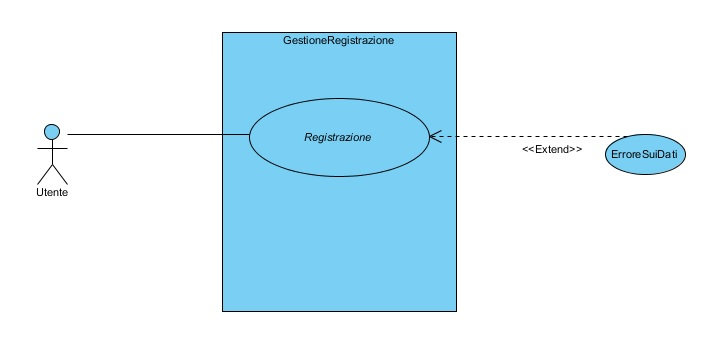 GestioneRegistrazione
Registrazione
<<Extend>>
ErroreSuiDati
Utente